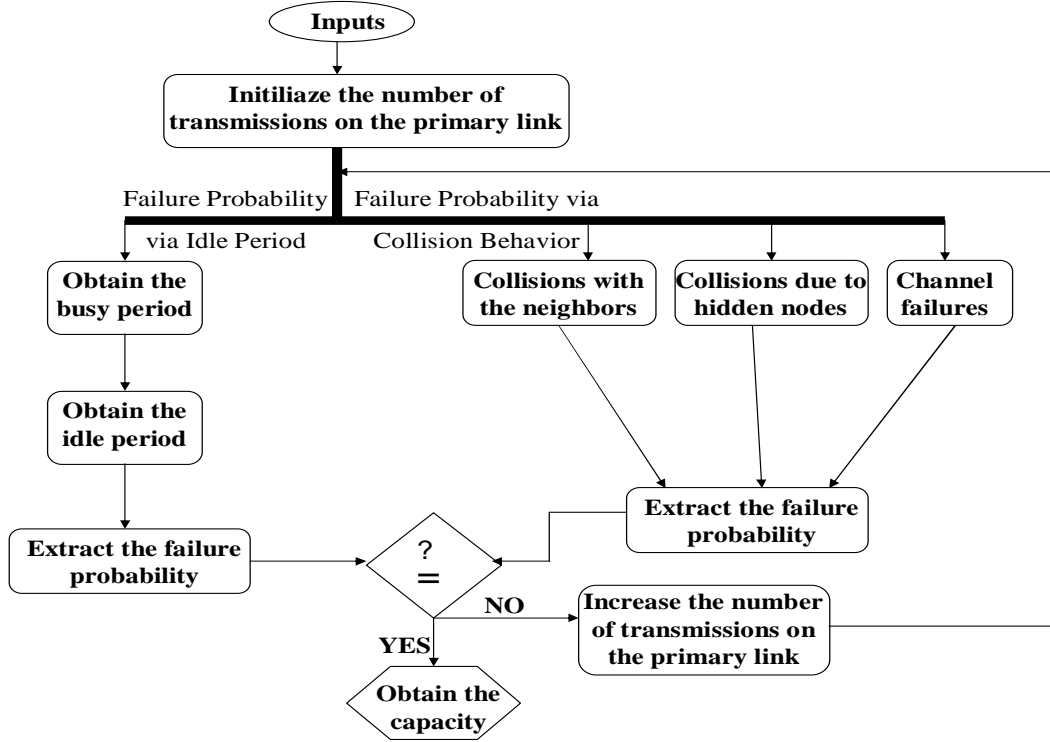 Inputs
Initiliaze the number of
transmissions on the primary link
Failure Probability
via Idle Period
Failure Probability via
Collision Behavior
Obtain the
busy period
Collisions with
the neighbors
Collisions due to
hidden nodes
Channel
failures
Obtain the
idle period
Extract the failure
probability
Extract the failure
probability
?
=
NO
Increase the number
of transmissions on
the primary link
YES
Obtain the
capacity